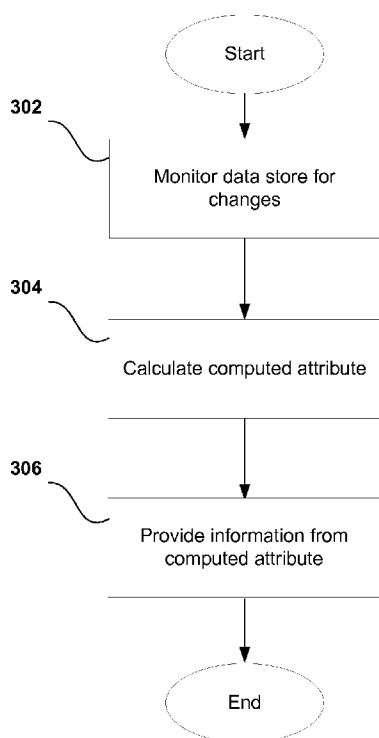 Start
302
Monitor data store for
changes
304
Calculate computed attribute
306
Provide information from
computed attribute
End